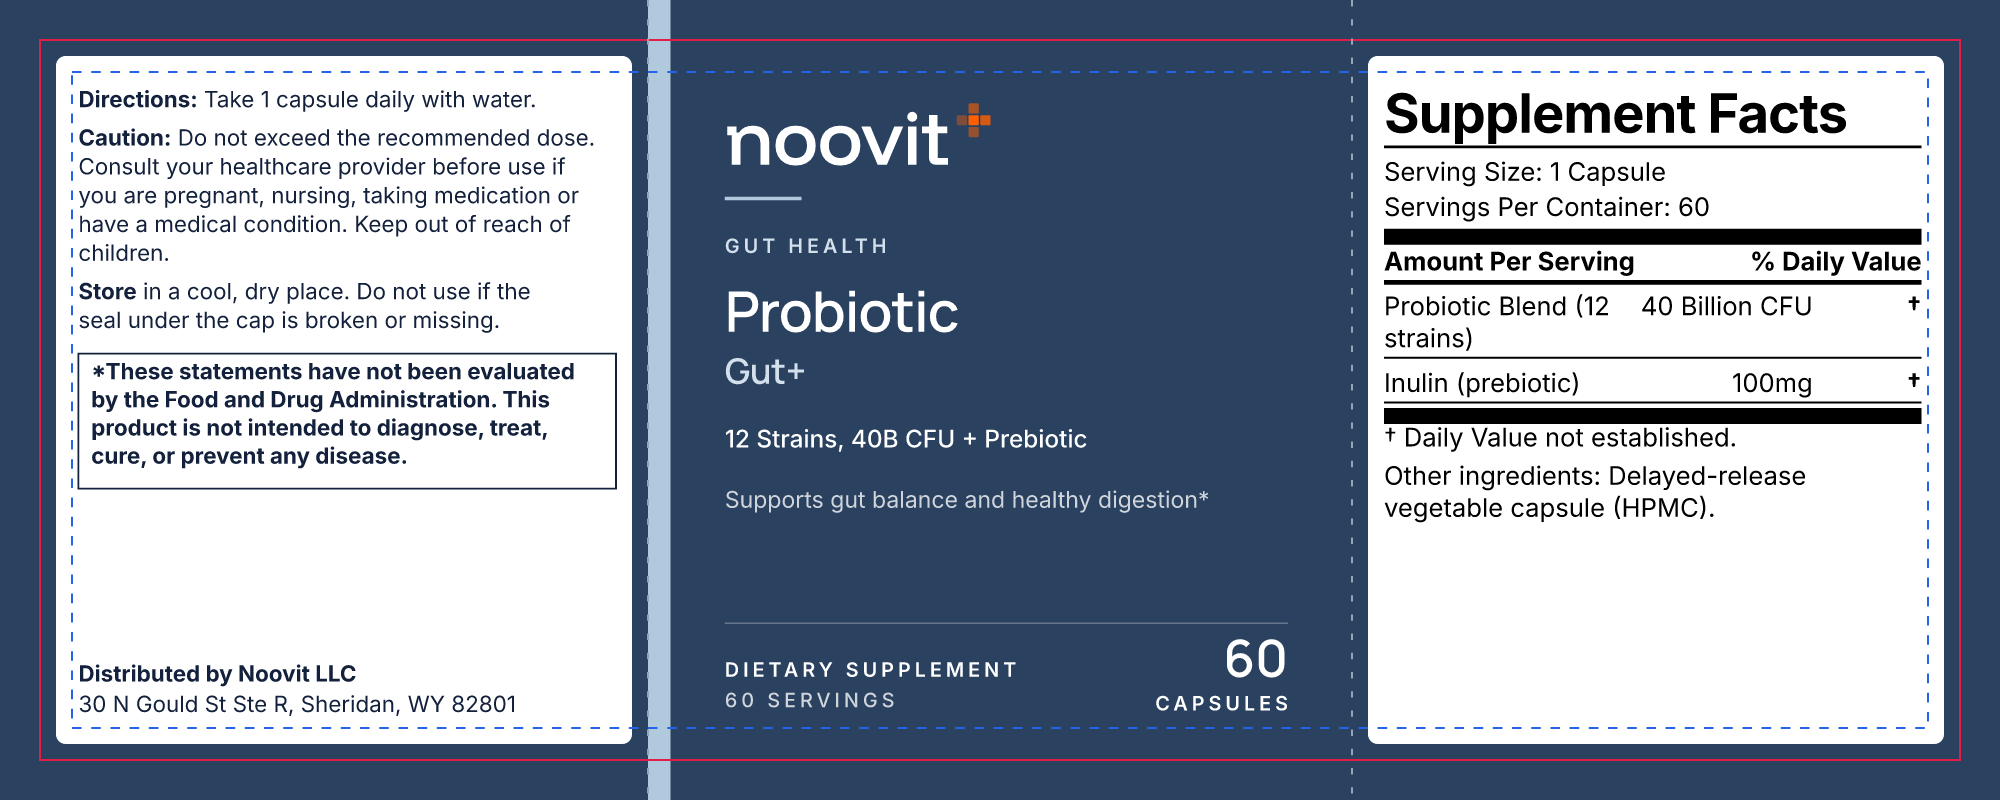 Directions: Take 1 capsule daily with water.
Caution: Do not exceed the recommended dose.
Consult your healthcare provider before use if
you are pregnant, nursing, taking medication or
have a medical condition. Keep out of reach of
children.
Store in a cool, dry place. Do not use if the
seal under the cap is broken or missing.
*These statements have not been evaluated
by the Food and Drug Administration. This
product is not intended to diagnose, treat,
cure, or prevent any disease.
Distributed by Noovit LLC
30 N Gould St Ste R, Sheridan, WY 82801
noovit
GUT HEALTH
Probiotic
Gut+
12 Strains, 40B CFU + Prebiotic
Supports gut balance and healthy digestion*
DIETARY SUPPLEMENT
60 SERVINGS
60
CAPSULES
Supplement Facts
Serving Size: 1 Capsule
Servings Per Container: 60
Amount Per Serving % Daily Value
Probiotic Blend (12 40 Billion CFU †
strains)
Inulin (prebiotic) 100mg †
† Daily Value not established.
Other ingredients: Delayed-release
vegetable capsule (HPMC).